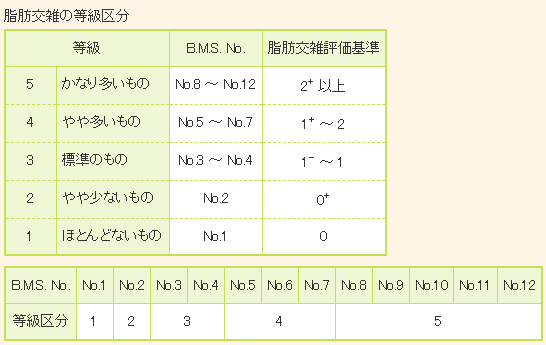 脂肪交雑の等級区分
等級 B.M.S. No. 脂肪交雑評価基準
5 かなり多いもの No.8 ～ No.12 2⁺ 以上
4 やや多いもの No.5 ～ No.7 1⁺ ～ 2
3 標準のもの No.3 ～ No.4 1⁻ ～ 1
2 やや少ないもの No.2 0⁺
1 ほとんどないもの No.1 0
B.M.S. No. No.1 No.2 No.3 No.4 No.5 No.6 No.7 No.8 No.9 No.10 No.11 No.12
等級区分 1 2 3 4 5